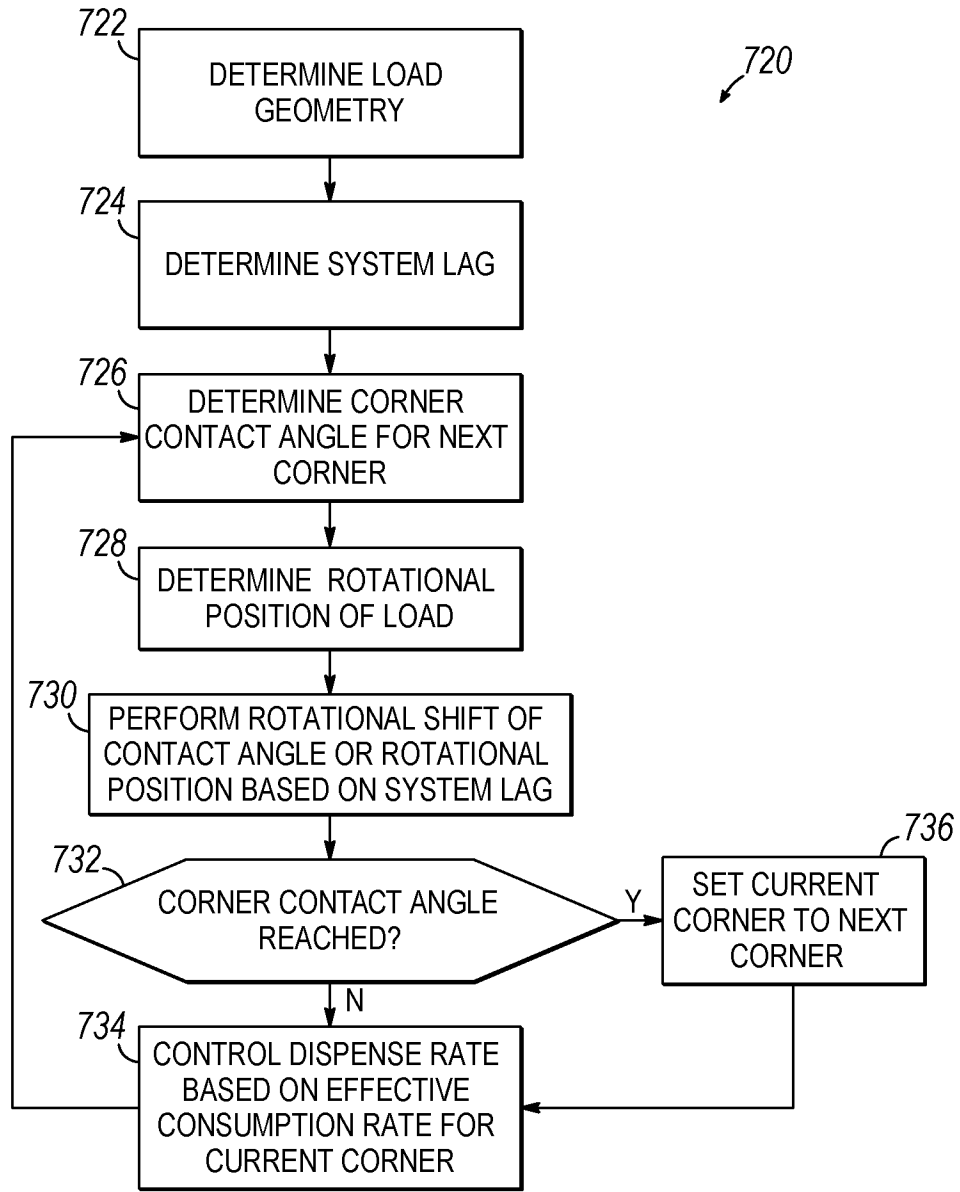 722
DETERMINE LOAD
GEOMETRY
720
724
DETERMINE SYSTEM LAG
726
DETERMINE CORNER
CONTACT ANGLE FOR NEXT
CORNER
728
DETERMINE ROTATIONAL
POSITION OF LOAD
730
PERFORM ROTATIONAL SHIFT OF
CONTACT ANGLE OR ROTATIONAL
POSITION BASED ON SYSTEM LAG
732
CORNER CONTACT ANGLE
REACHED?
Y
736
SET CURRENT
CORNER TO NEXT
CORNER
N
734
CONTROL DISPENSE RATE
BASED ON EFFECTIVE
CONSUMPTION RATE FOR
CURRENT CORNER